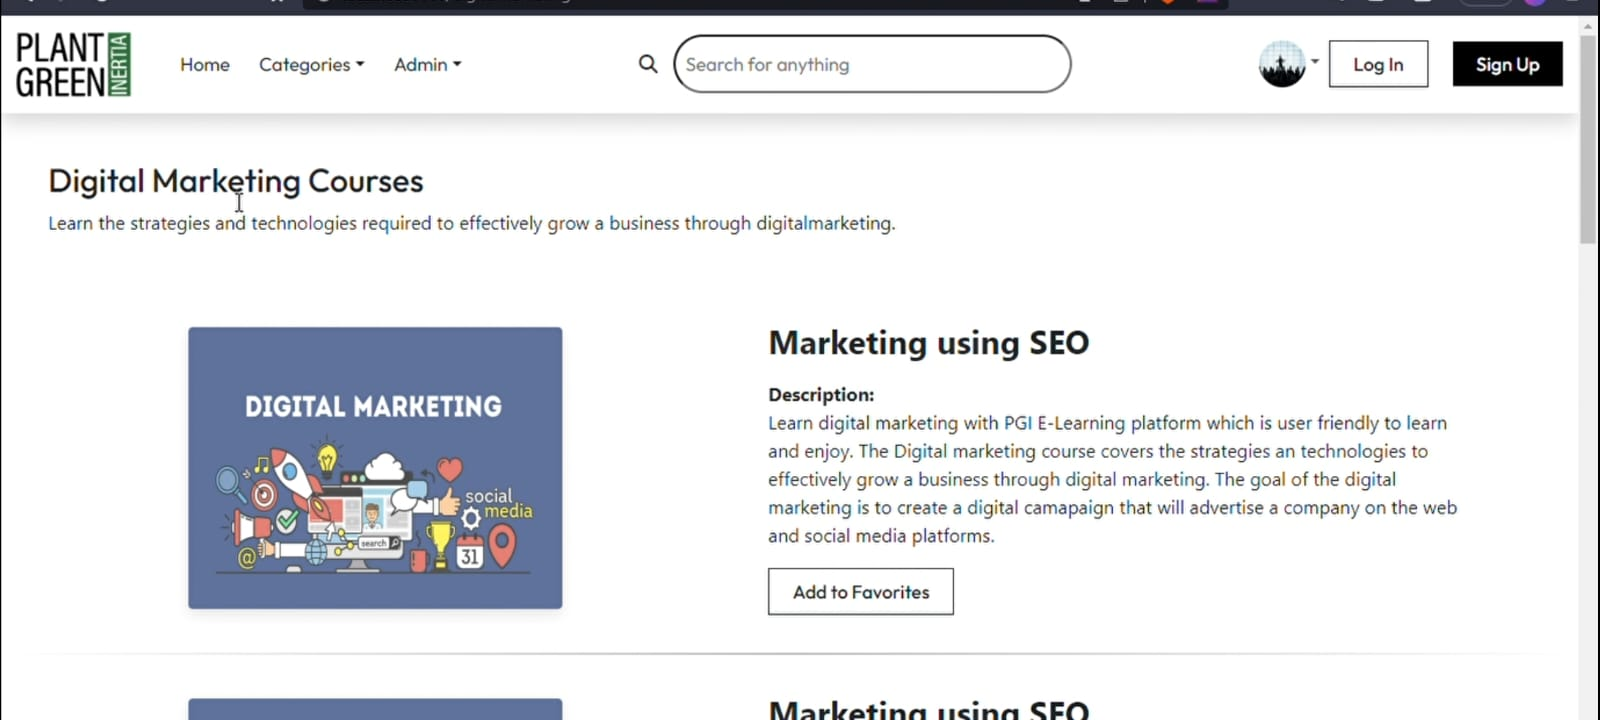 PLANT
GREEN
INERTIA
Home Categories Admin
Search for anything
Log In
Sign Up
Digital Marketing Courses
Learn the strategies and technologies required to effectively grow a business through digitalmarketing.
DIGITAL MARKETING
social
media
search
@
31
Marketing using SEO
Description:
Learn digital marketing with PGI E-Learning platform which is user friendly to learn
and enjoy. The Digital marketing course covers the strategies an technologies to
effectively grow a business through digital marketing. The goal of the digital
marketing is to create a digital camapaign that will advertise a company on the web
and social media platforms.
Add to Favorites
Marketing using SEO